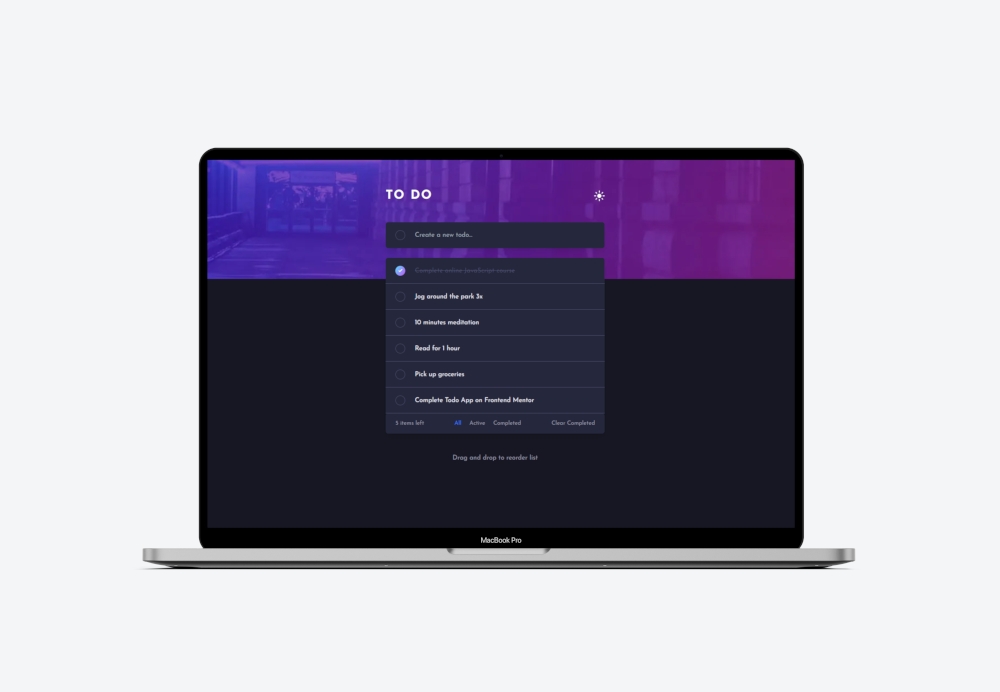 TO DO
Create a new todo...
Complete online JavaScript course
Jog around the park 3x
10 minutes meditation
Read for 1 hour
Pick up groceries
Complete Todo App on Frontend Mentor
5 items left All Active Completed Clear Completed
Drag and drop to reorder list
MacBook Pro